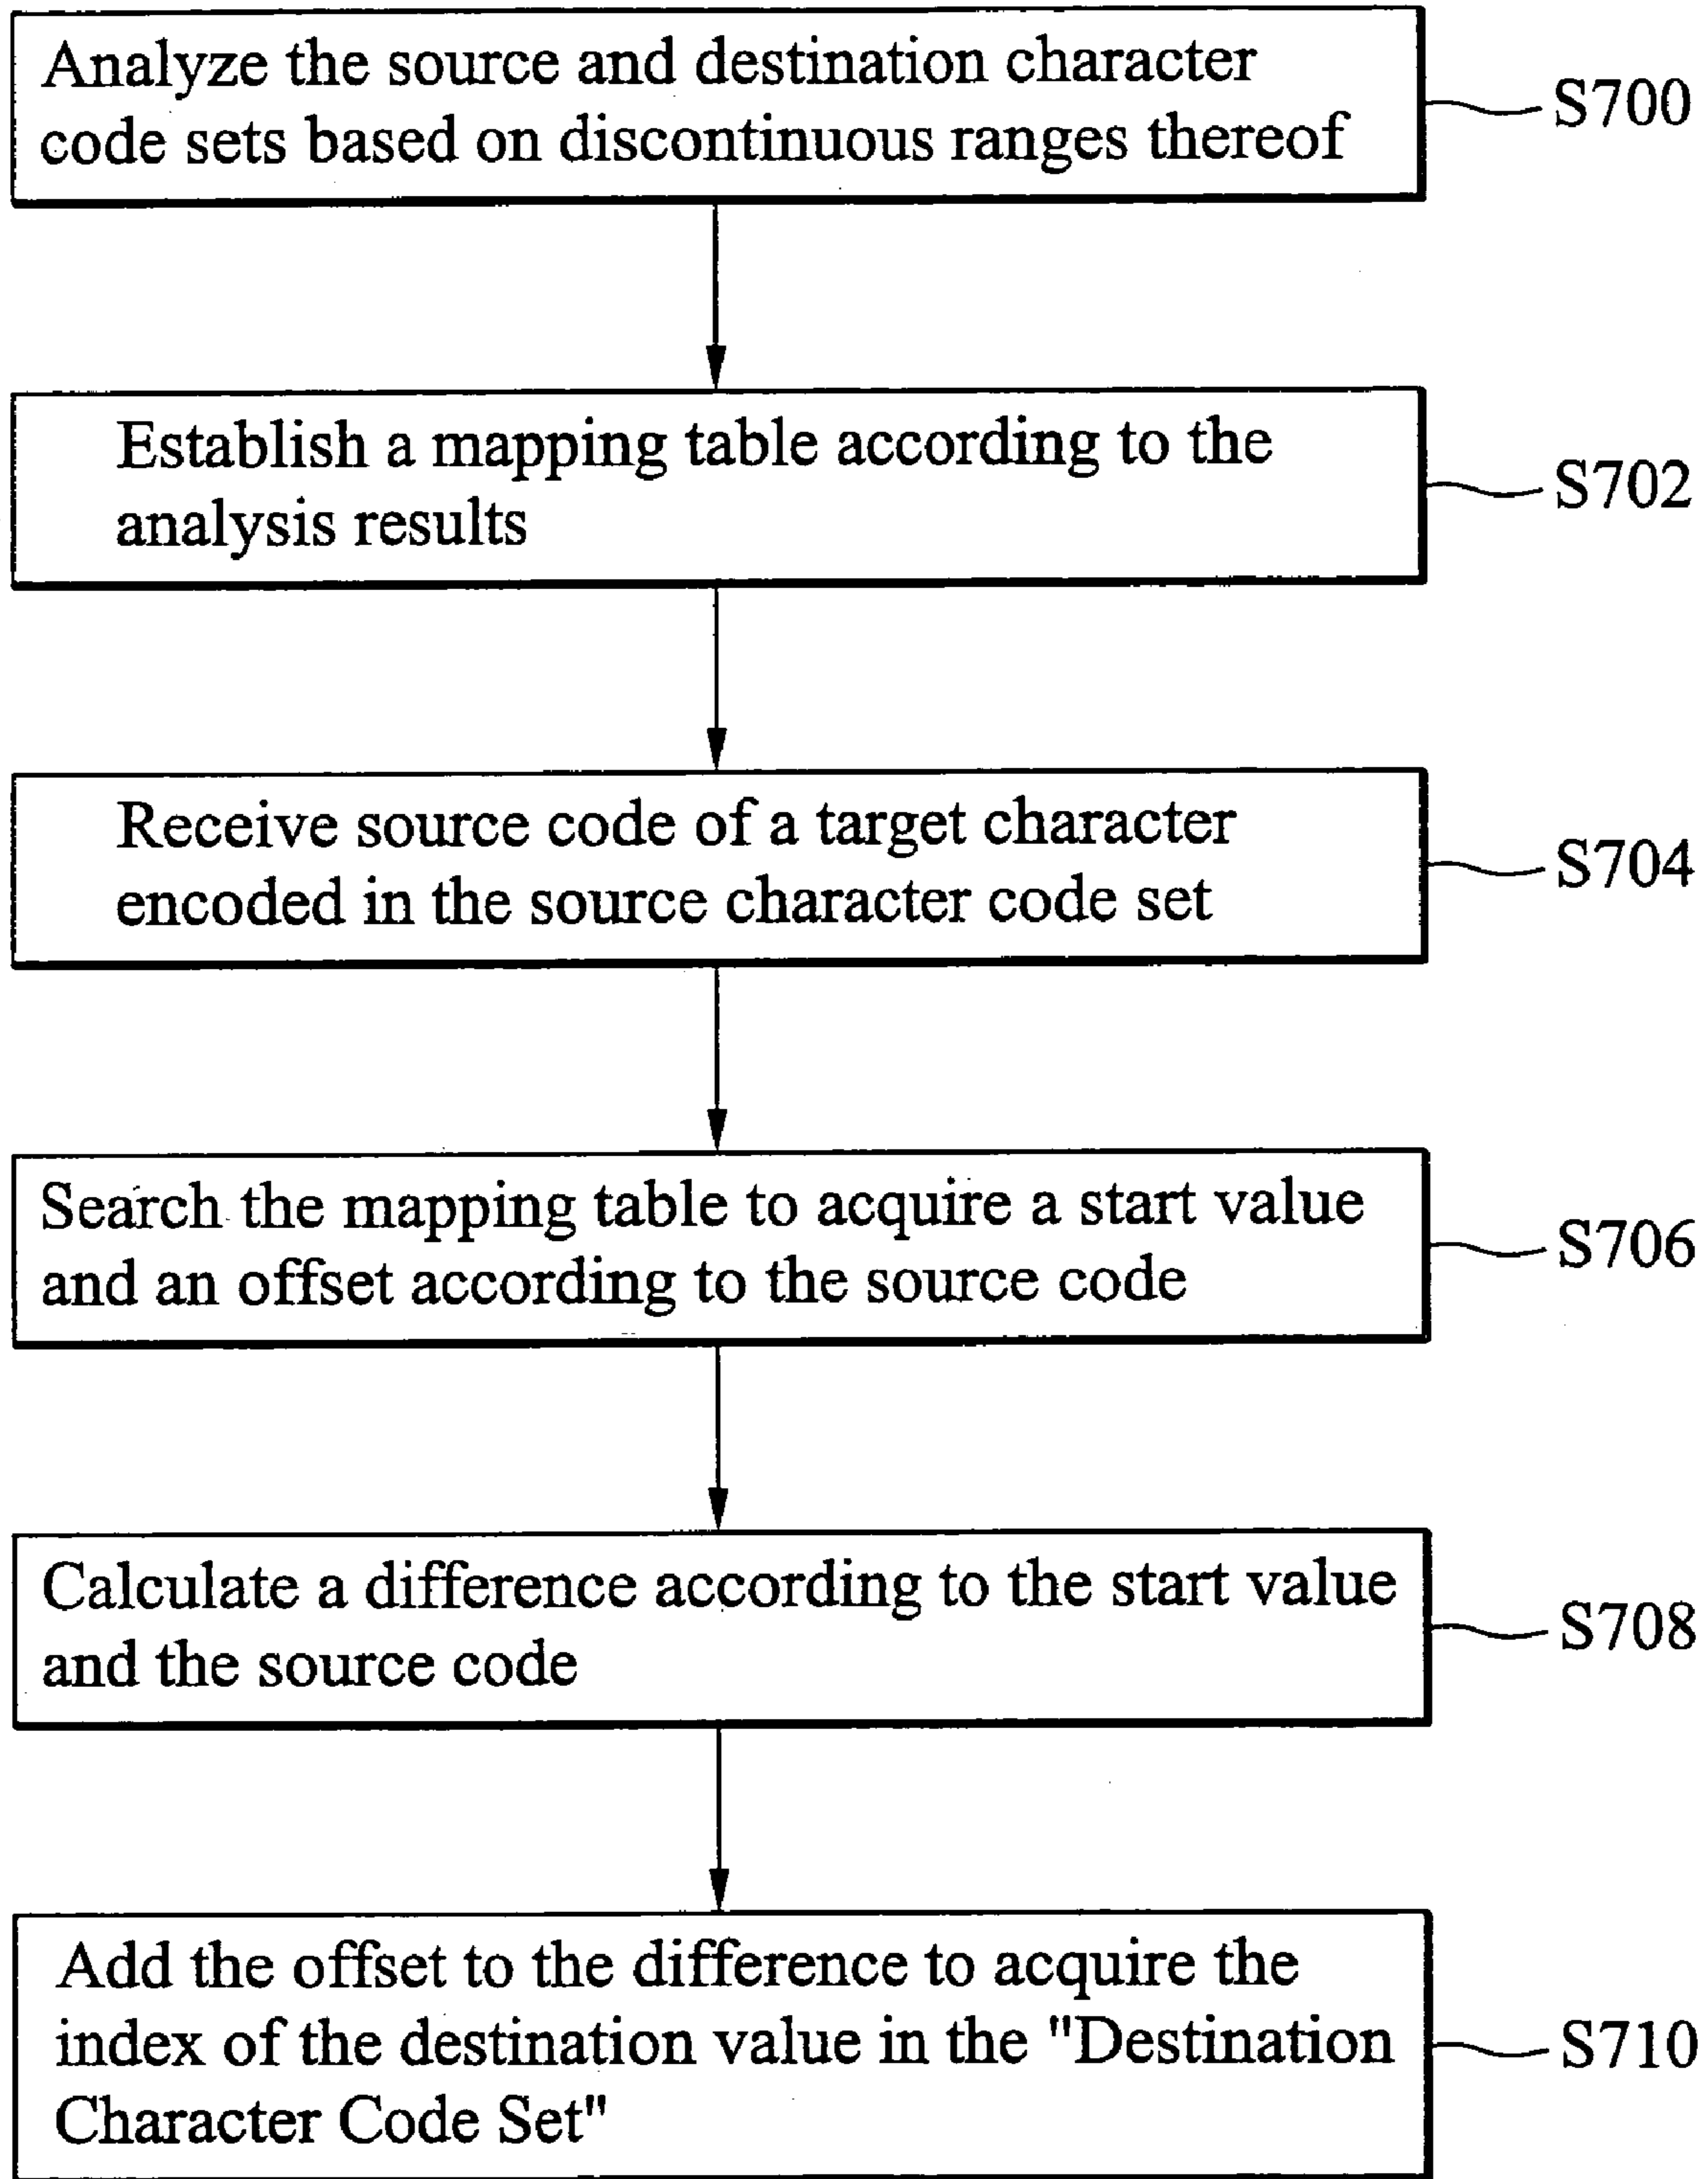 Analyze the source and destination character
code sets based on discontinuous ranges thereof
S700
Establish a mapping table according to the
analysis results
S702
Receive source code of a target character
encoded in the source character code set
S704
Search the mapping table to acquire a start value
and an offset according to the source code
S706
Calculate a difference according to the start value
and the source code
S708
Add the offset to the difference to acquire the
index of the destination value in the "Destination
Character Code Set"
S710